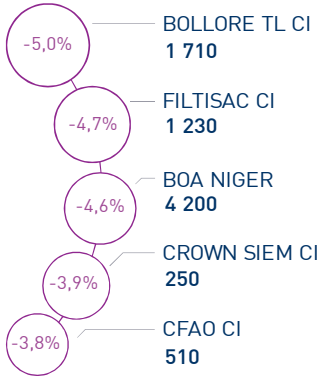 -5,0%
BOLLORE TL CI
1 710
-4,7%
FILTISAC CI
1 230
-4,6%
BOA NIGER
4 200
-3,9%
CROWN SIEM CI
250
-3,8%
CFAO CI
510